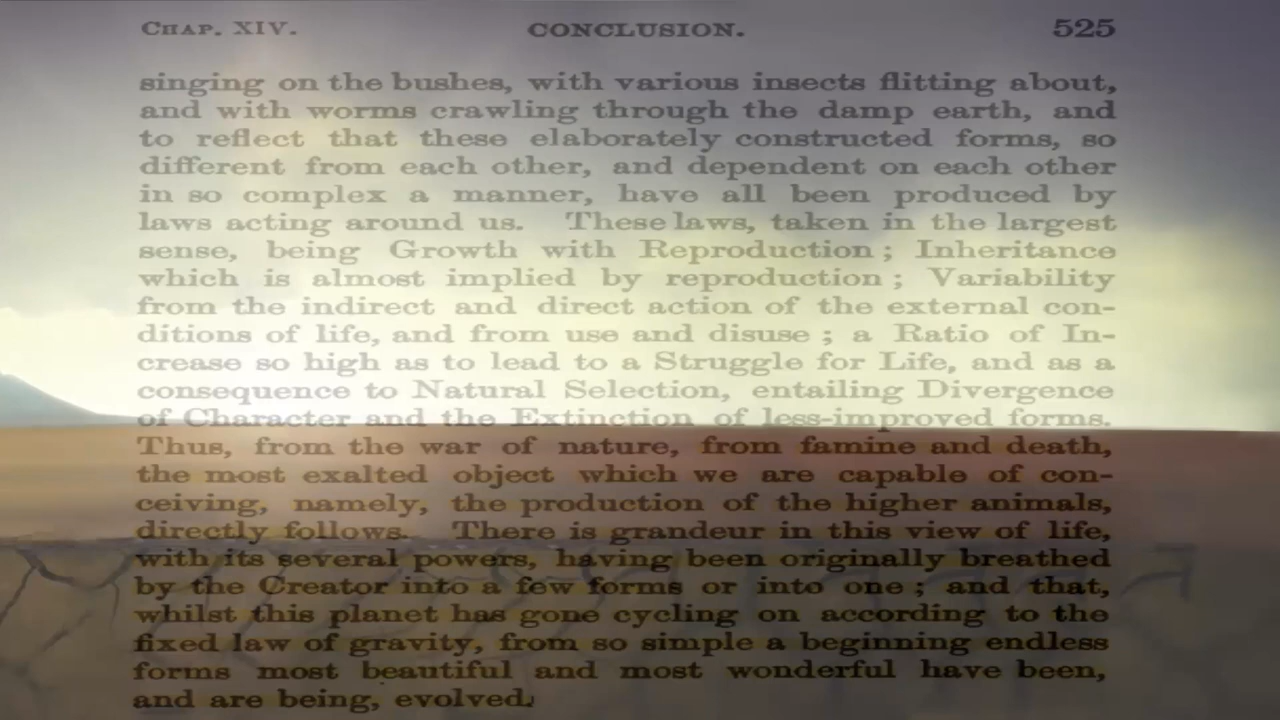 CHAP. XIV. CONCLUSION. 525
singing on the bushes, with various insects flitting about,
and with worms crawling through the damp earth, and
to reflect that these elaborately constructed forms, so
different from each other, and dependent on each other
in so complex a manner, have all been produced by
laws acting around us. These laws, taken in the largest
sense, being Growth with Reproduction; Inheritance
which is almost implied by reproduction; Variability
from the indirect and direct action of the external con-
ditions of life, and from use and disuse; a Ratio of In-
crease so high as to lead to a Struggle for Life, and as a
consequence to Natural Selection, entailing Divergence
of Character and the Extinction of less-improved forms.
Thus, from the war of nature, from famine and death,
the most exalted object which we are capable of con-
ceiving, namely, the production of the higher animals,
directly follows. There is grandeur in this view of life,
with its several powers, having been originally breathed
by the Creator into a few forms or into one; and that,
whilst this planet has gone cycling on according to the
fixed law of gravity, from so simple a beginning endless
forms most beautiful and most wonderful have been,
and are being, evolved.